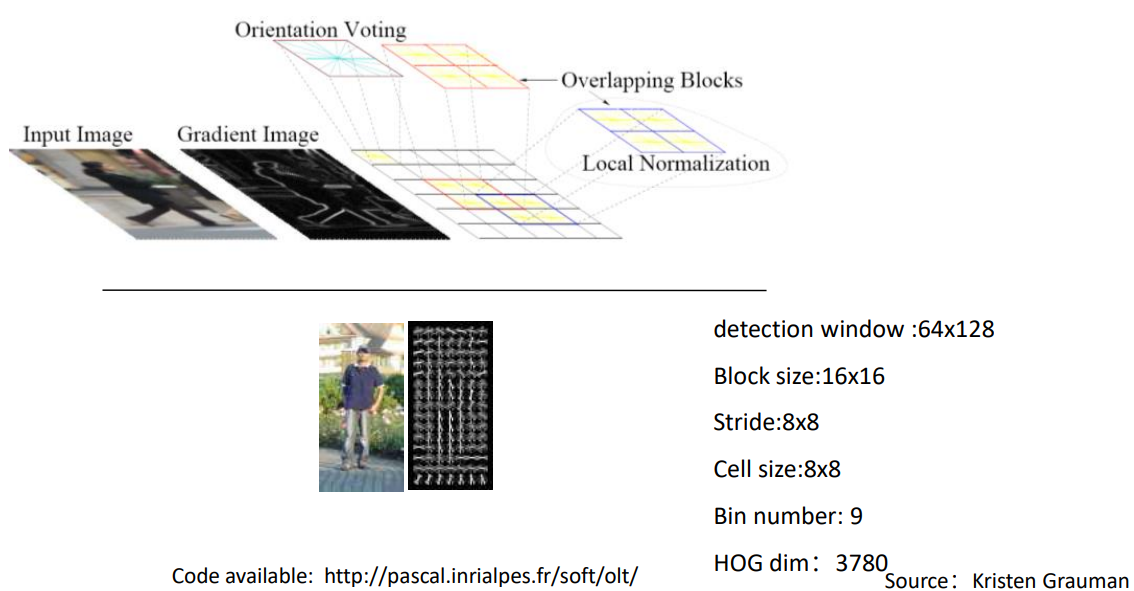 Orientation Voting
Overlapping Blocks
Input Image
Gradient Image
Local Normalization
detection window :64x128
Block size:16x16
Stride:8x8
Cell size:8x8
Bin number: 9
HOG dim：3780
Code available: http://pascal.inrialpes.fr/soft/olt/
Source：Kristen Grauman